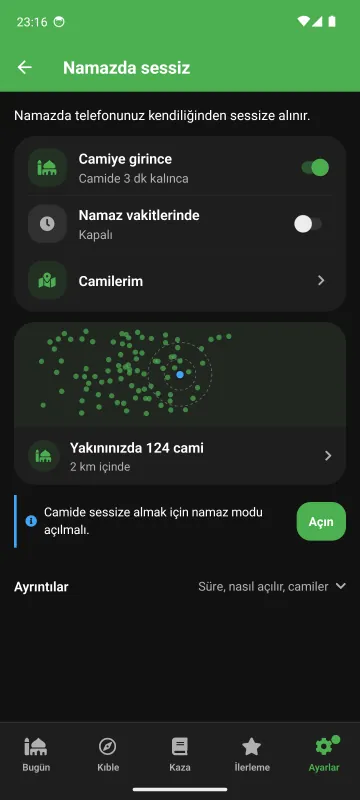 23:16
Namazda sessiz
Namazda telefonunuz kendiliğinden sessize alınır.
Camiye girince
Camide 3 dk kalınca
Namaz vakitlerinde
Kapalı
Camilerim
Yakınınızda 124 cami
2 km içinde
Camide sessize almak için namaz modu
açılmalı.
Açın
Ayrıntılar
Süre, nasıl açılır, camiler
Bugün
Kıble
Kaza
İlerleme
Ayarlar